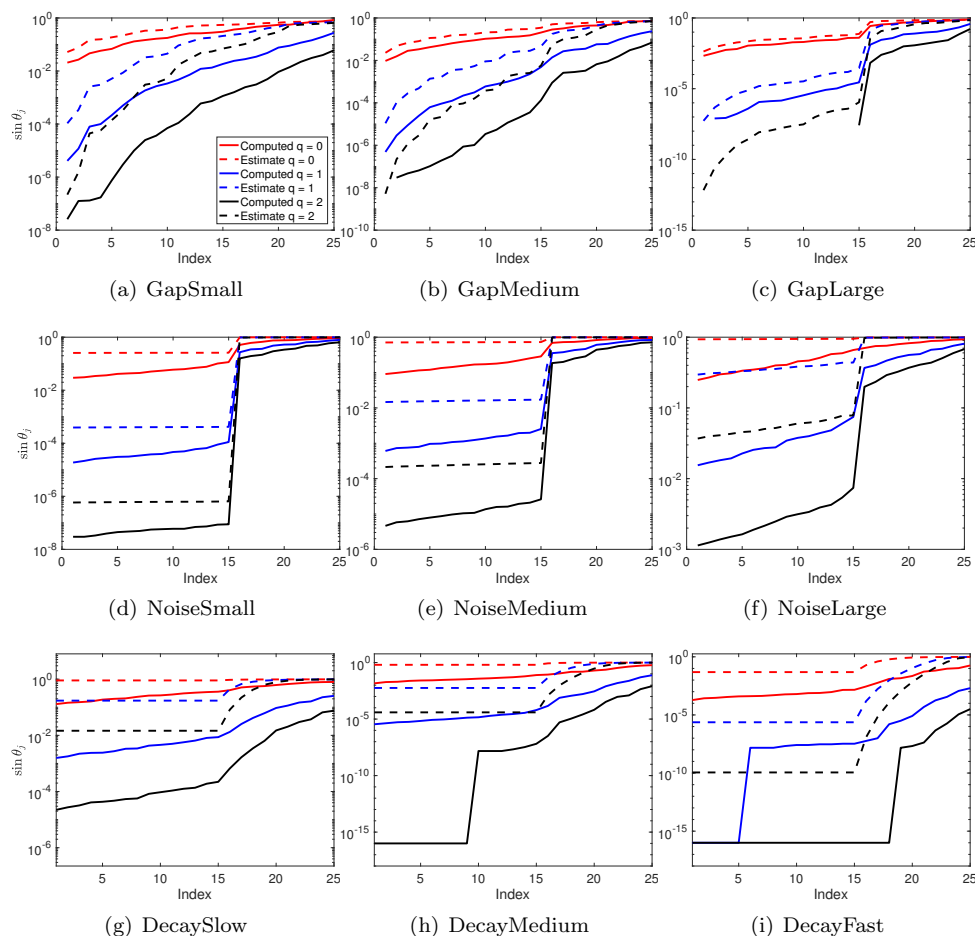 10^0
10^-2
10^-4
10^-6
10^-8
sin θ_j
0 5 10 15 20 25
Index
Computed q = 0
Estimate q = 0
Computed q = 1
Estimate q = 1
Computed q = 2
Estimate q = 2
10^0
10^-2
10^-4
10^-6
10^-8
10^-10
0 5 10 15 20 25
Index
10^0
10^-5
10^-10
10^-15
0 5 10 15 20 25
Index
(a) GapSmall (b) GapMedium (c) GapLarge
10^0
10^-2
10^-4
10^-6
10^-8
sin θ_j
0 5 10 15 20 25
Index
10^0
10^-2
10^-4
10^-6
10^-8
0 5 10 15 20 25
Index
10^0
10^-1
10^-2
10^-3
0 5 10 15 20 25
Index
(d) NoiseSmall (e) NoiseMedium (f) NoiseLarge
10^0
10^-2
10^-4
10^-6
sin θ_j
5 10 15 20 25
Index
10^0
10^-5
10^-10
10^-15
5 10 15 20 25
Index
10^0
10^-5
10^-10
10^-15
5 10 15 20 25
Index
(g) DecaySlow (h) DecayMedium (i) DecayFast